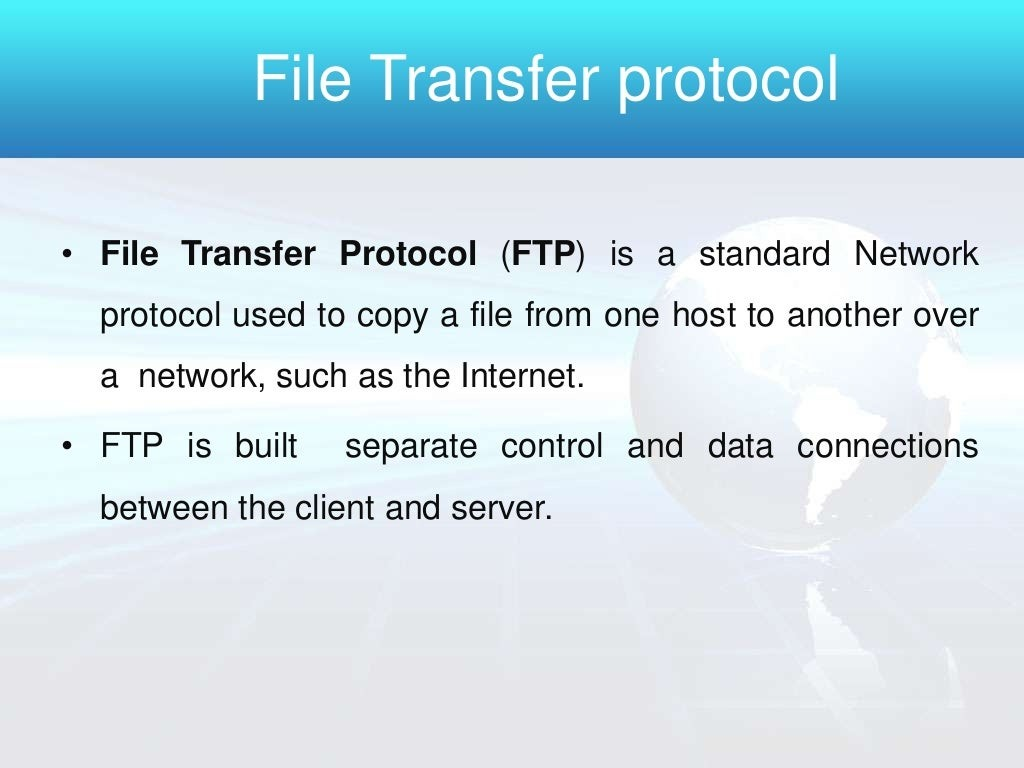 File Transfer protocol
• File Transfer Protocol (FTP) is a standard Network
protocol used to copy a file from one host to another over
a network, such as the Internet.
• FTP is built separate control and data connections
between the client and server.